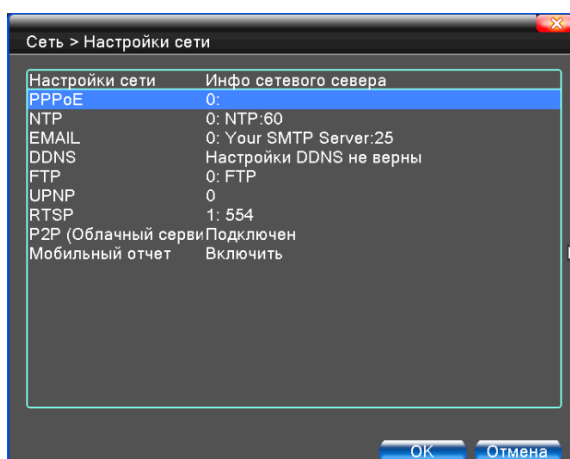 Сеть > Настройки сети
Настройки сети Инфо сетевого севера
PPPoE 0:
NTP 0: NTP:60
EMAIL 0: Your SMTP Server:25
DDNS Настройки DDNS не верны
FTP 0: FTP
UPNP 0
RTSP 1: 554
P2P (Облачный серви Подключен
Мобильный отчет Включить
OK Отмена